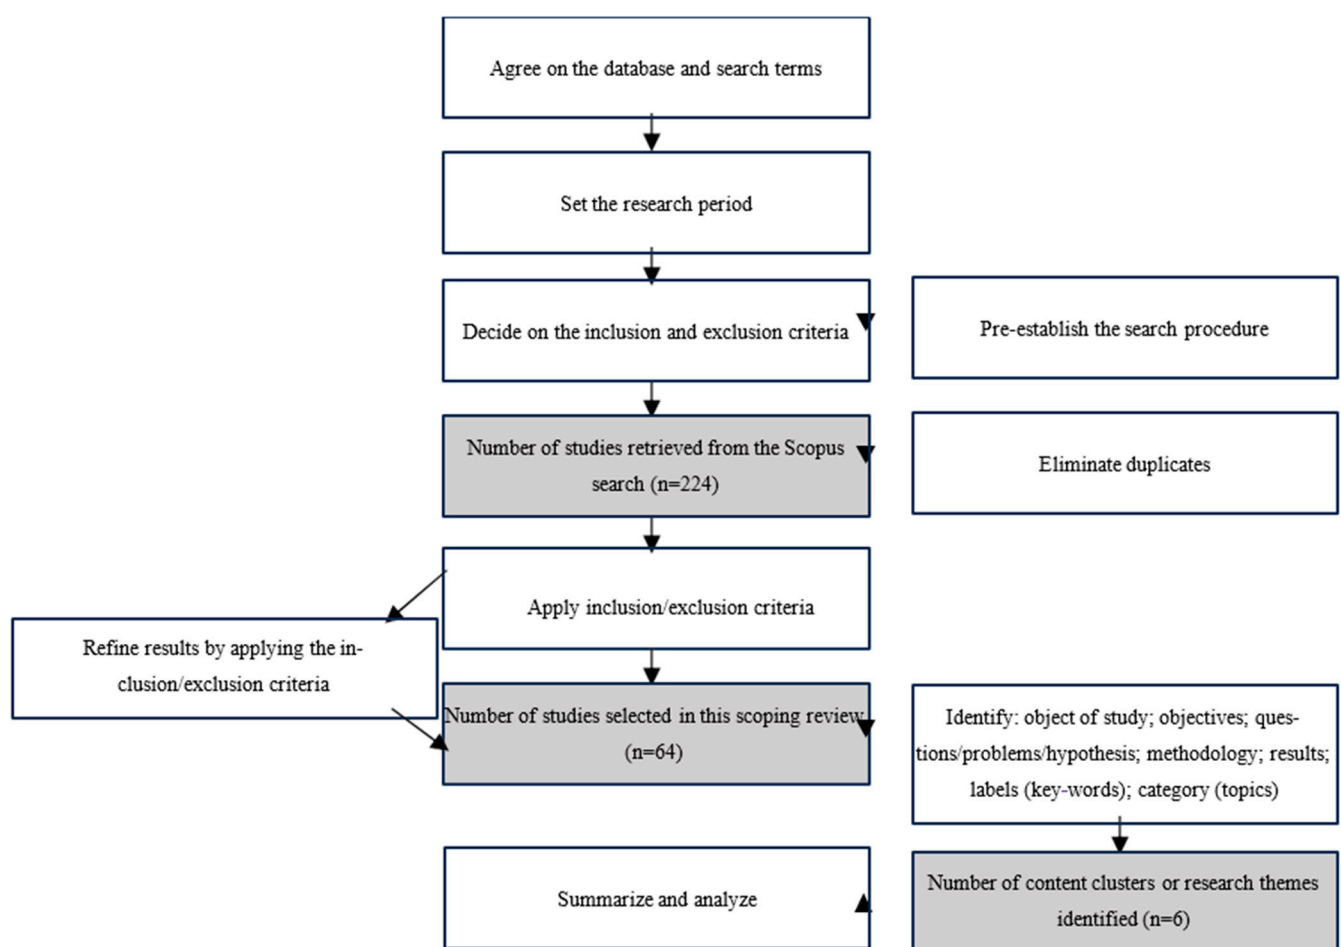 Agree on the database and search terms
Set the research period
Decide on the inclusion and exclusion criteria
Pre-establish the search procedure
Number of studies retrieved from the Scopus
search (n=224)
Eliminate duplicates
Apply inclusion/exclusion criteria
Refine results by applying the in-
clusion/exclusion criteria
Number of studies selected in this scoping review
(n=64)
Identify: object of study; objectives; ques-
tions/problems/hypothesis; methodology; results;
labels (key-words); category (topics)
Number of content clusters or research themes
identified (n=6)
Summarize and analyze